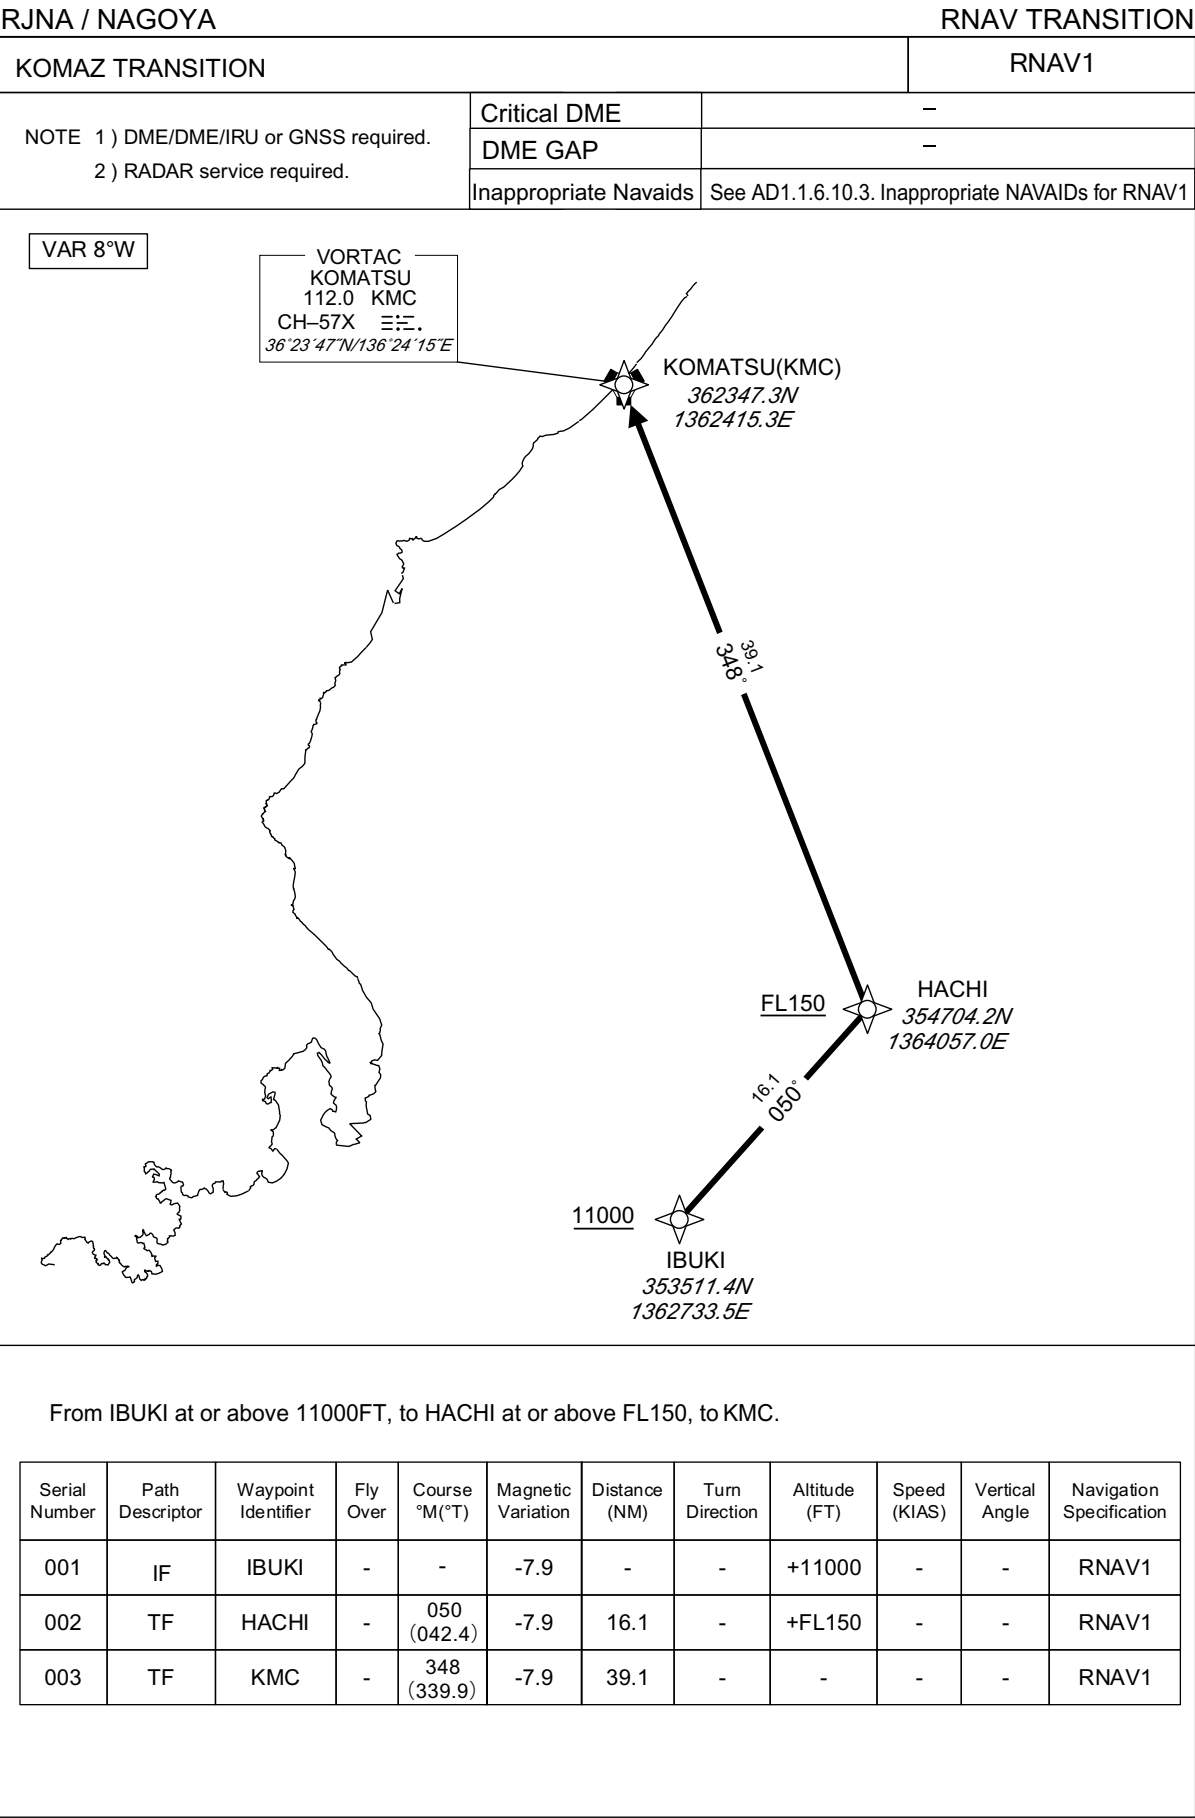 RJNA / NAGOYA
RNAV TRANSITION
KOMAZ TRANSITION
RNAV1
NOTE 1 ) DME/DME/IRU or GNSS required.
2 ) RADAR service required.
Critical DME –
DME GAP –
Inappropriate Navaids See AD1.1.6.10.3. Inappropriate NAVAIDs for RNAV1
VAR 8°W
VORTAC
KOMATSU
112.0 KMC
CH–57X
36°23´47˝N/136°24´15˝E
KOMATSU(KMC)
362347.3N
1362415.3E
39.1
348°
FL150
HACHI
354704.2N
1364057.0E
16.1
050°
11000
IBUKI
353511.4N
1362733.5E
From IBUKI at or above 11000FT, to HACHI at or above FL150, to KMC.
Serial Path Waypoint Fly Course Magnetic Distance Turn Altitude Speed Vertical Navigation
Number Descriptor Identifier Over °M(°T) Variation (NM) Direction (FT) (KIAS) Angle Specification
001 IF IBUKI - - -7.9 - - +11000 - - RNAV1
002 TF HACHI - 050 (042.4) -7.9 16.1 - +FL150 - - RNAV1
003 TF KMC - 348 (339.9) -7.9 39.1 - - - - RNAV1